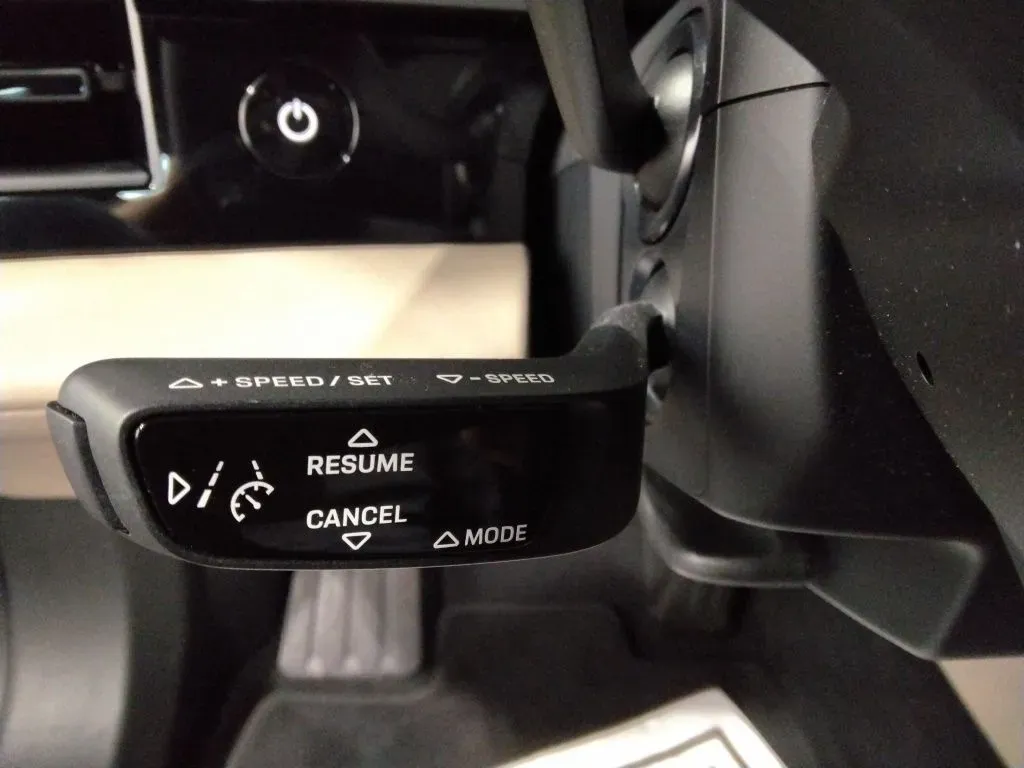 + SPEED / SET
- SPEED
RESUME
CANCEL
MODE